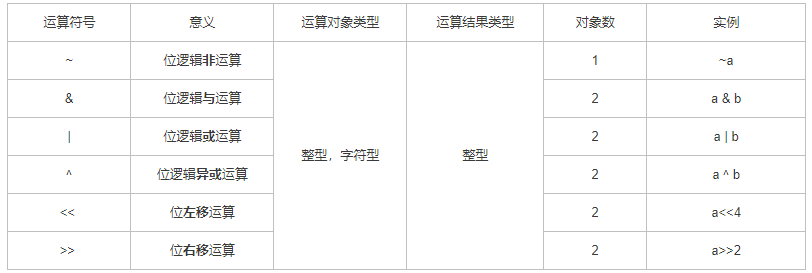 运算符号 意义 运算对象类型 运算结果类型 对象数 实例
~ 位逻辑非运算 1 ~a
& 位逻辑与运算 2 a & b
| 位逻辑或运算 2 a | b
整型，字符型 整型
^ 位逻辑异或运算 2 a ^ b
<< 位左移运算 2 a<<4
>> 位右移运算 2 a>>2